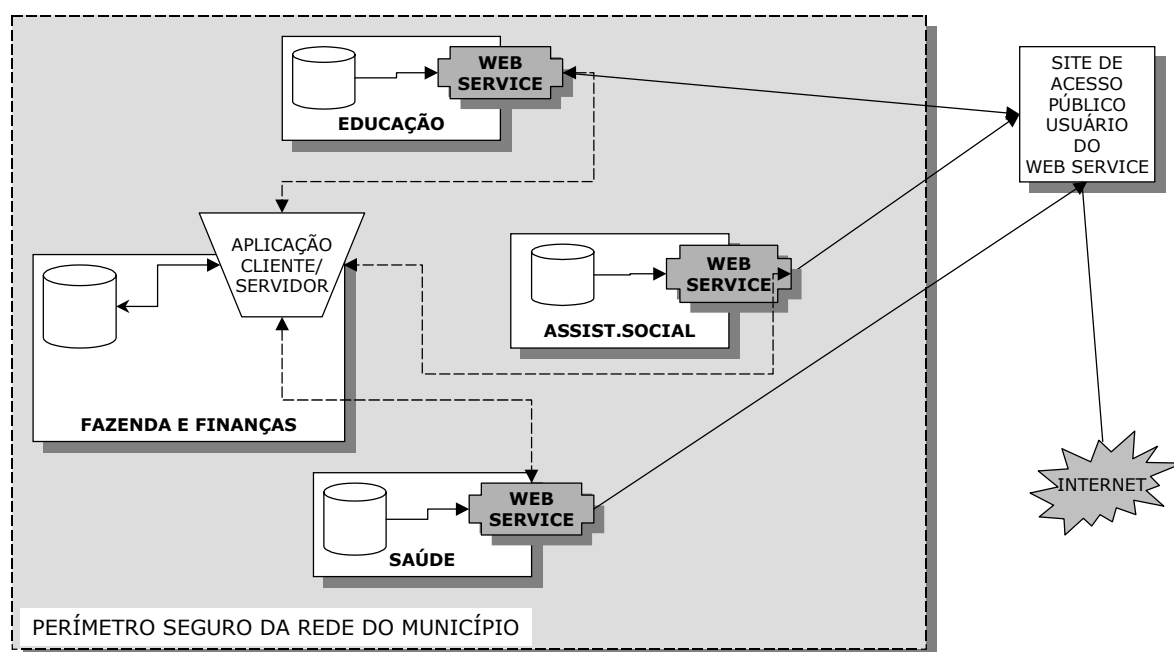 WEB
SERVICE
EDUCAÇÃO
SITE DE
ACESSO
PÚBLICO
USUÁRIO
DO
WEB SERVICE
APLICAÇÃO
CLIENTE/
SERVIDOR
FAZENDA E FINANÇAS
WEB
SERVICE
ASSIST.SOCIAL
WEB
SERVICE
SAÚDE
INTERNET
PERÍMETRO SEGURO DA REDE DO MUNICÍPIO